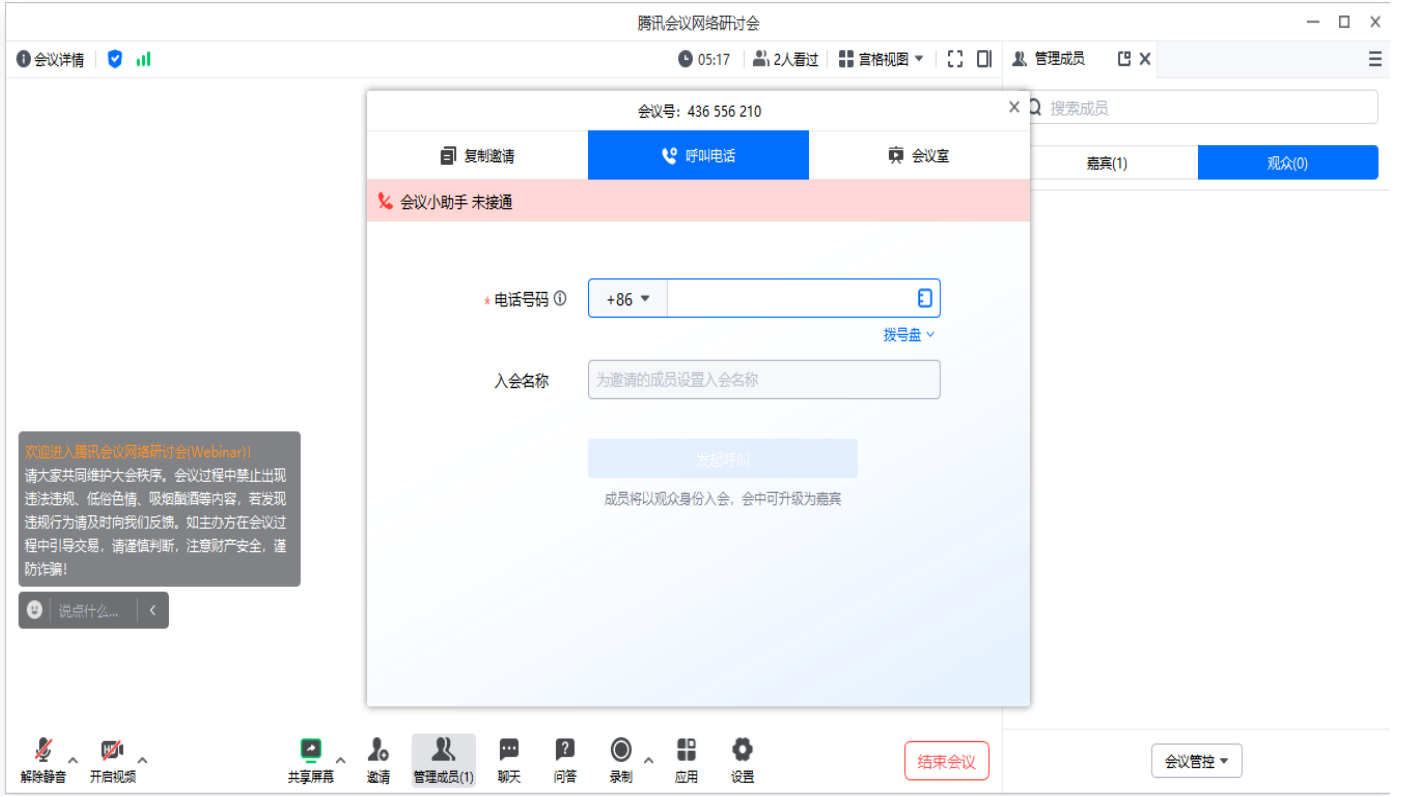 腾讯会议网络研讨会
会议详情
05:17
2人看过
宫格视图
管理成员
会议号：436 556 210
搜索成员
复制邀请
呼叫电话
会议室
嘉宾(1)
观众(0)
会议小助手 未接通
* 电话号码
+86
拨号盘
入会名称
为邀请的成员设置入会名称
发起呼叫
成员将以观众身份入会，会中可升级为嘉宾
欢迎进入腾讯会议网络研讨会(Webinar)！
请大家共同维护大会秩序。会议过程中禁止出现
违法违规、低俗色情、吸烟酗酒等内容，若发现
违规行为请及时向我们反馈。如主办方在会议过
程中引导交易，请谨慎判断，注意财产安全，谨
防诈骗！
说点什么...
解除静音
开启视频
共享屏幕
邀请
管理成员(1)
聊天
问答
录制
应用
设置
结束会议
会议管控